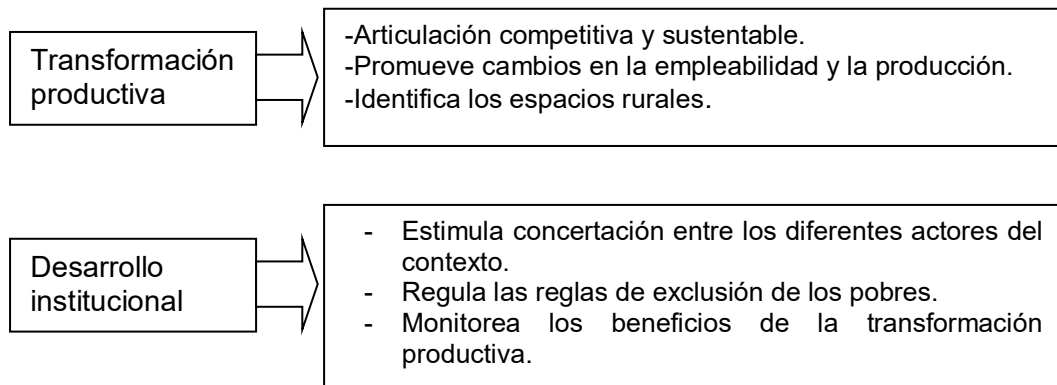 Transformación
productiva
-Articulación competitiva y sustentable.
-Promueve cambios en la empleabilidad y la producción.
-Identifica los espacios rurales.
Desarrollo
institucional
- Estimula concertación entre los diferentes actores del
contexto.
- Regula las reglas de exclusión de los pobres.
- Monitorea los beneficios de la transformación
productiva.